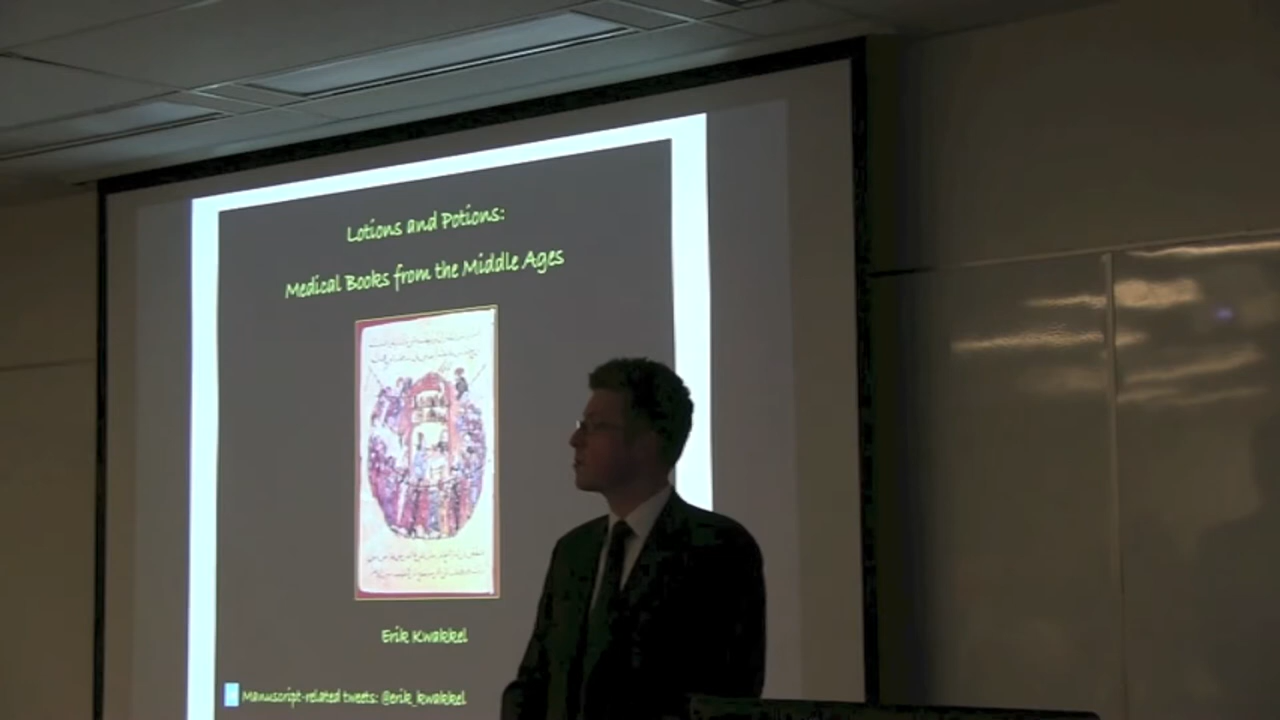 Lotions and Potions:
Medical Books from the Middle Ages
Erik Kwakkel
Manuscript-related tweets: @erik_kwakkel